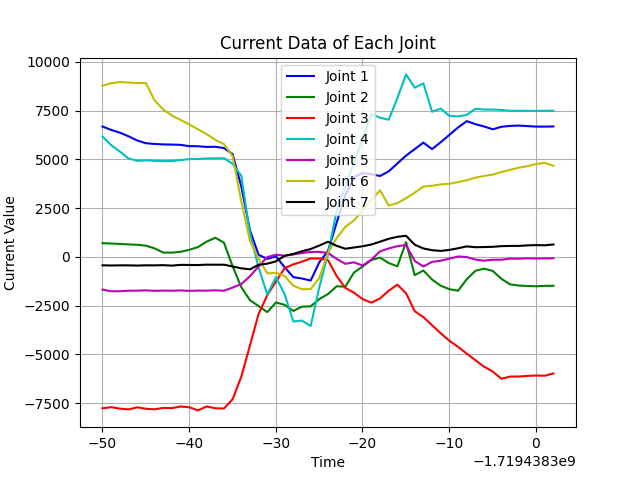 Current Data of Each Joint
Current Value
10000
7500
5000
2500
0
−2500
−5000
−7500
Joint 1
Joint 2
Joint 3
Joint 4
Joint 5
Joint 6
Joint 7
−50
−40
−30
−20
−10
0
Time
−1.7194383e9